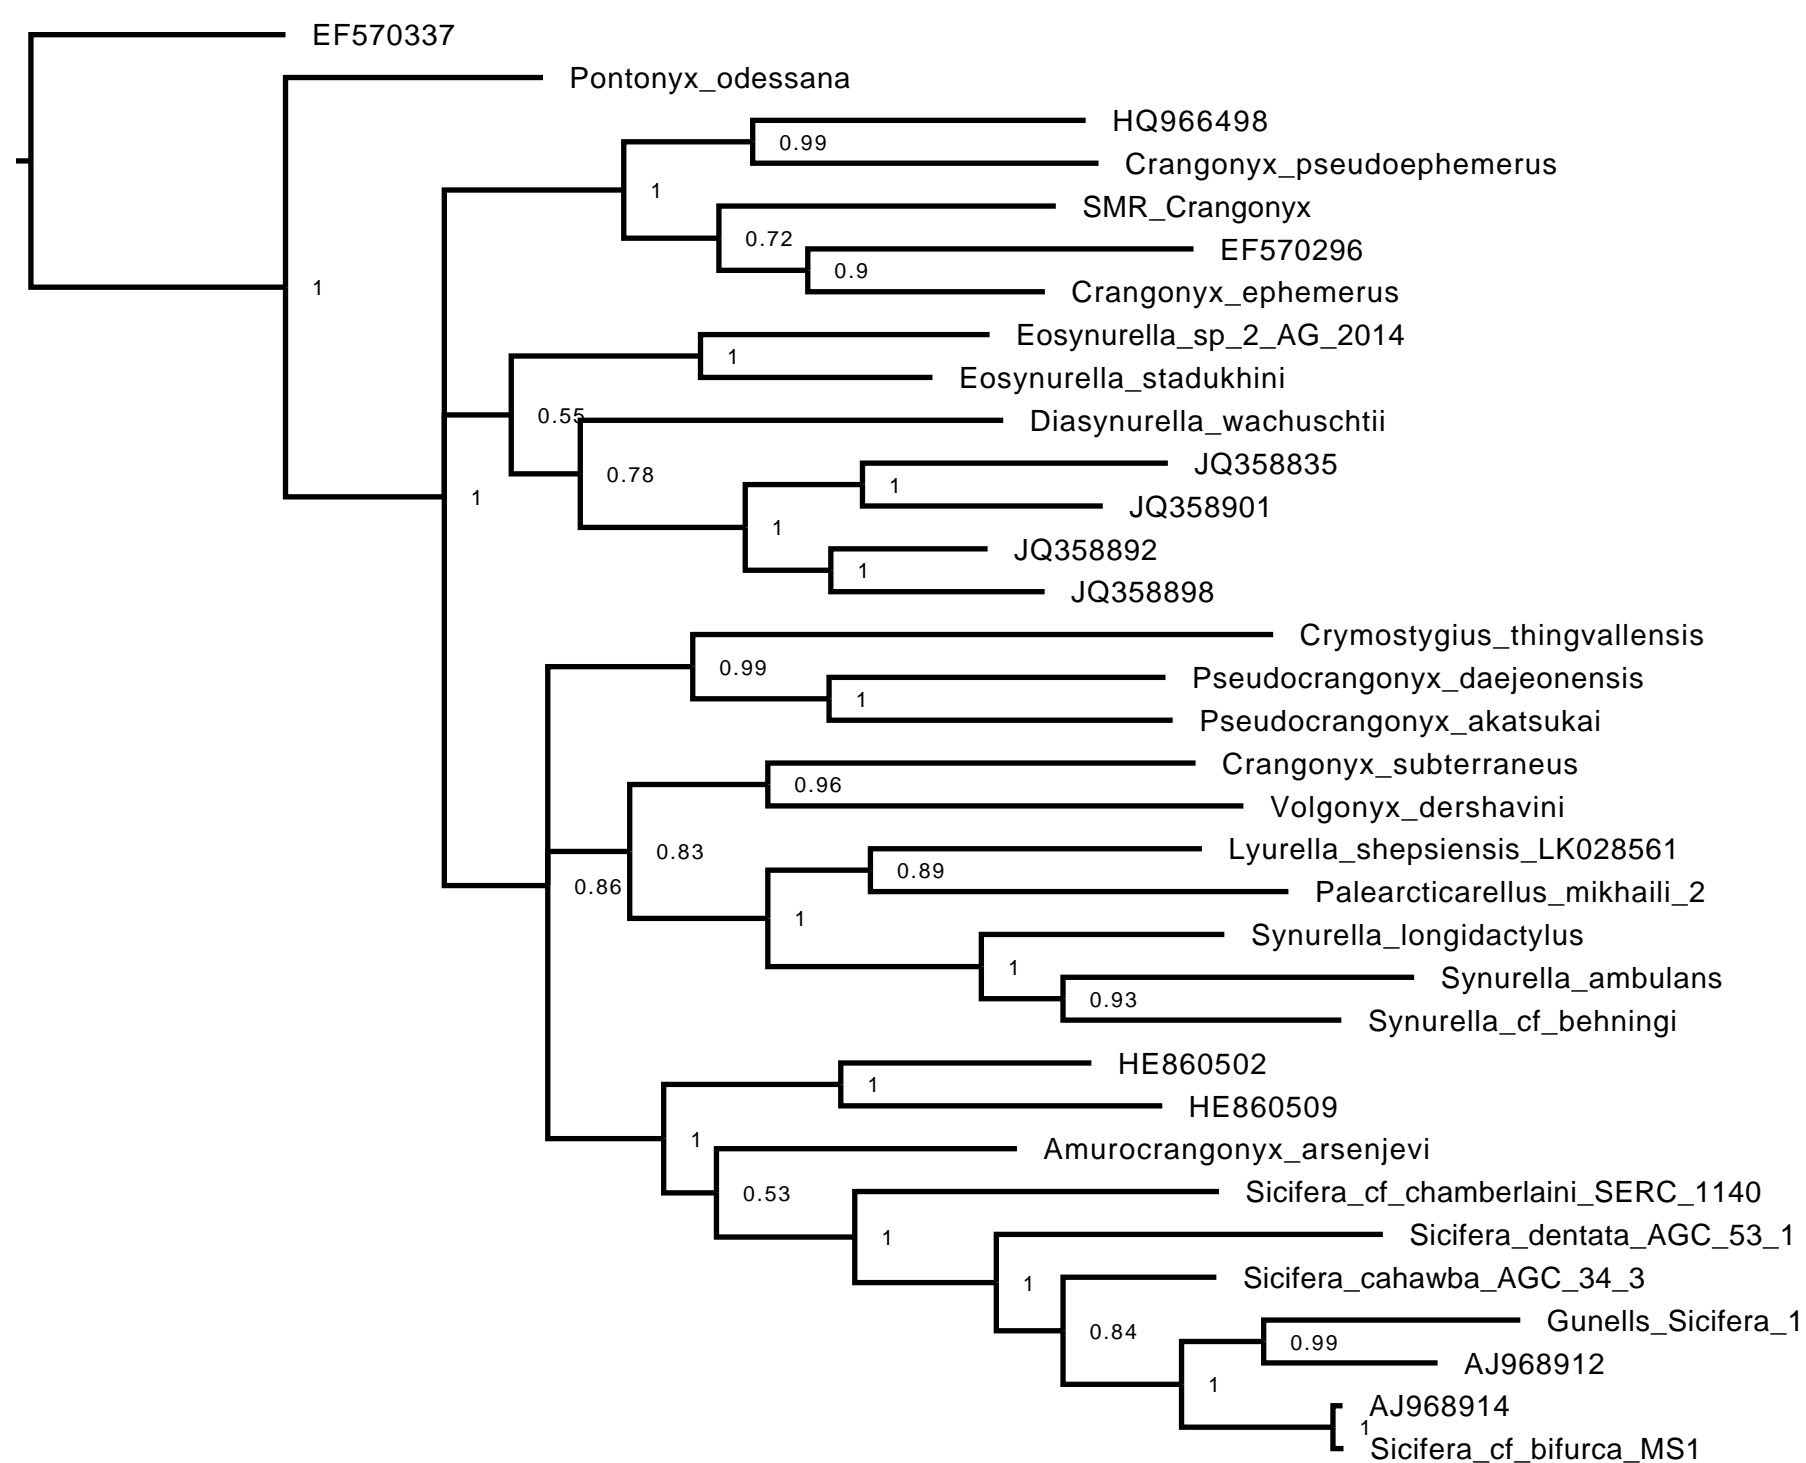 EF570337
Pontonyx_odessana
HQ966498
0.99
Crangonyx_pseudoephemerus
1
SMR_Crangonyx
0.72
EF570296
0.9
Crangonyx_ephemerus
1
Eosynurella_sp_2_AG_2014
1
Eosynurella_stadukhini
0.55
Diasynurella_wachuschtii
JQ358835
0.78
1
1
JQ358901
1
JQ358892
1
JQ358898
Crymostygius_thingvallensis
0.99
Pseudocrangonyx_daejeonensis
1
Pseudocrangonyx_akatsukai
Crangonyx_subterraneus
0.96
Volgonyx_dershavini
0.83
Lyurella_shepsiensis_LK028561
0.86
0.89
Palearcticarellus_mikhaili_2
1
Synurella_longidactylus
1
Synurella_ambulans
0.93
Synurella_cf_behningi
HE860502
1
HE860509
1
Amurocrangonyx_arsenjevi
0.53
Sicifera_cf_chamberlaini_SERC_1140
1
Sicifera_dentata_AGC_53_1
1
Sicifera_cahawba_AGC_34_3
0.84
Gunells_Sicifera_1
0.99
AJ968912
1
AJ968914
1
Sicifera_cf_bifurca_MS1